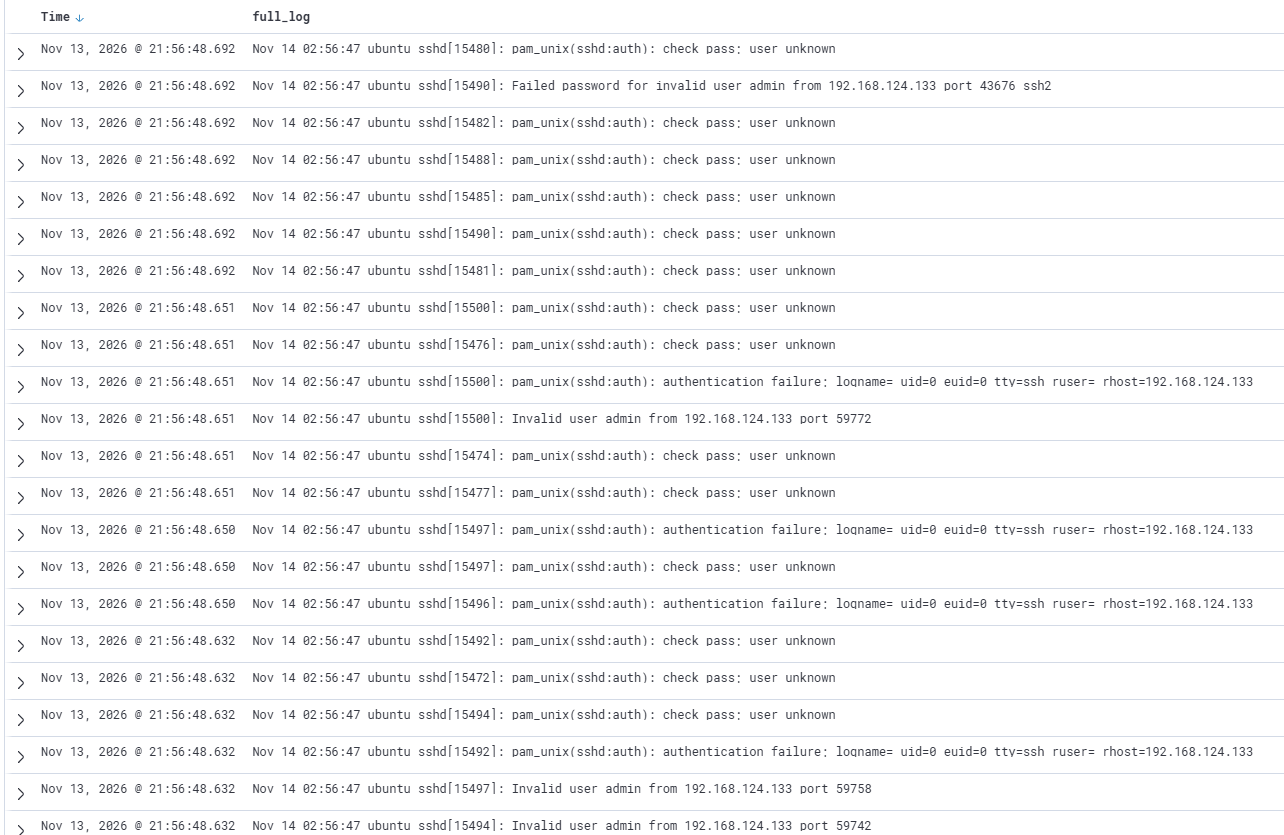 Time full_log
Nov 13, 2026 @ 21:56:48.692 Nov 14 02:56:47 ubuntu sshd[15480]: pam_unix(sshd:auth): check pass; user unknown
Nov 13, 2026 @ 21:56:48.692 Nov 14 02:56:47 ubuntu sshd[15490]: Failed password for invalid user admin from 192.168.124.133 port 43676 ssh2
Nov 13, 2026 @ 21:56:48.692 Nov 14 02:56:47 ubuntu sshd[15482]: pam_unix(sshd:auth): check pass; user unknown
Nov 13, 2026 @ 21:56:48.692 Nov 14 02:56:47 ubuntu sshd[15488]: pam_unix(sshd:auth): check pass; user unknown
Nov 13, 2026 @ 21:56:48.692 Nov 14 02:56:47 ubuntu sshd[15485]: pam_unix(sshd:auth): check pass; user unknown
Nov 13, 2026 @ 21:56:48.692 Nov 14 02:56:47 ubuntu sshd[15490]: pam_unix(sshd:auth): check pass; user unknown
Nov 13, 2026 @ 21:56:48.692 Nov 14 02:56:47 ubuntu sshd[15481]: pam_unix(sshd:auth): check pass; user unknown
Nov 13, 2026 @ 21:56:48.651 Nov 14 02:56:47 ubuntu sshd[15500]: pam_unix(sshd:auth): check pass; user unknown
Nov 13, 2026 @ 21:56:48.651 Nov 14 02:56:47 ubuntu sshd[15476]: pam_unix(sshd:auth): check pass; user unknown
Nov 13, 2026 @ 21:56:48.651 Nov 14 02:56:47 ubuntu sshd[15500]: pam_unix(sshd:auth): authentication failure; logname= uid=0 euid=0 tty=ssh ruser= rhost=192.168.124.133
Nov 13, 2026 @ 21:56:48.651 Nov 14 02:56:47 ubuntu sshd[15500]: Invalid user admin from 192.168.124.133 port 59772
Nov 13, 2026 @ 21:56:48.651 Nov 14 02:56:47 ubuntu sshd[15474]: pam_unix(sshd:auth): check pass; user unknown
Nov 13, 2026 @ 21:56:48.651 Nov 14 02:56:47 ubuntu sshd[15477]: pam_unix(sshd:auth): check pass; user unknown
Nov 13, 2026 @ 21:56:48.650 Nov 14 02:56:47 ubuntu sshd[15497]: pam_unix(sshd:auth): authentication failure; logname= uid=0 euid=0 tty=ssh ruser= rhost=192.168.124.133
Nov 13, 2026 @ 21:56:48.650 Nov 14 02:56:47 ubuntu sshd[15497]: pam_unix(sshd:auth): check pass; user unknown
Nov 13, 2026 @ 21:56:48.650 Nov 14 02:56:47 ubuntu sshd[15496]: pam_unix(sshd:auth): authentication failure; logname= uid=0 euid=0 tty=ssh ruser= rhost=192.168.124.133
Nov 13, 2026 @ 21:56:48.632 Nov 14 02:56:47 ubuntu sshd[15492]: pam_unix(sshd:auth): check pass; user unknown
Nov 13, 2026 @ 21:56:48.632 Nov 14 02:56:47 ubuntu sshd[15472]: pam_unix(sshd:auth): check pass; user unknown
Nov 13, 2026 @ 21:56:48.632 Nov 14 02:56:47 ubuntu sshd[15494]: pam_unix(sshd:auth): check pass; user unknown
Nov 13, 2026 @ 21:56:48.632 Nov 14 02:56:47 ubuntu sshd[15492]: pam_unix(sshd:auth): authentication failure; logname= uid=0 euid=0 tty=ssh ruser= rhost=192.168.124.133
Nov 13, 2026 @ 21:56:48.632 Nov 14 02:56:47 ubuntu sshd[15497]: Invalid user admin from 192.168.124.133 port 59758
Nov 13, 2026 @ 21:56:48.632 Nov 14 02:56:47 ubuntu sshd[15494]: Invalid user admin from 192.168.124.133 port 59742